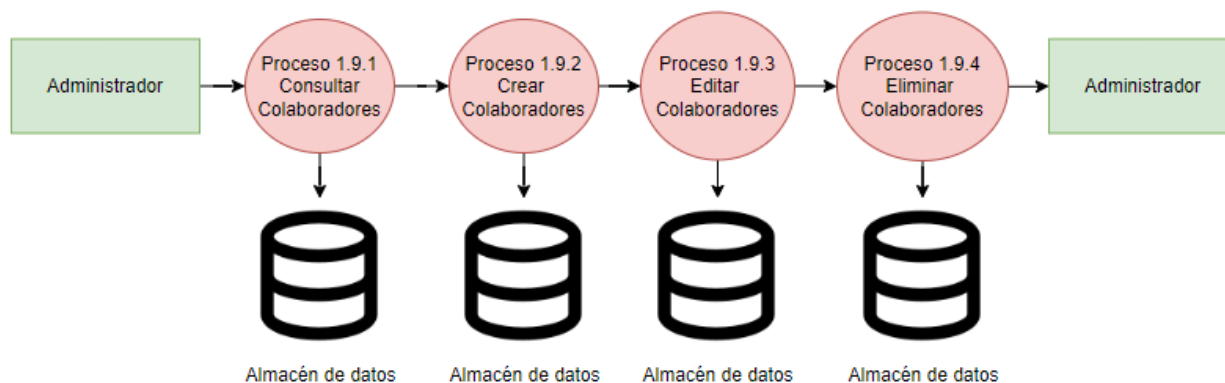 Administrador
Proceso 1.9.1
Consultar
Colaboradores
Proceso 1.9.2
Crear
Colaboradores
Proceso 1.9.3
Editar
Colaboradores
Proceso 1.9.4
Eliminar
Colaboradores
Administrador
Almacén de datos
Almacén de datos
Almacén de datos
Almacén de datos